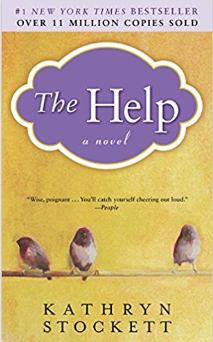 #1 NEW YORK TIMES BESTSELLER
OVER 11 MILLION COPIES SOLD
The Help
a novel
"Wise, poignant . . . You'll catch yourself cheering out loud."
—People
KATHRYN
STOCKETT